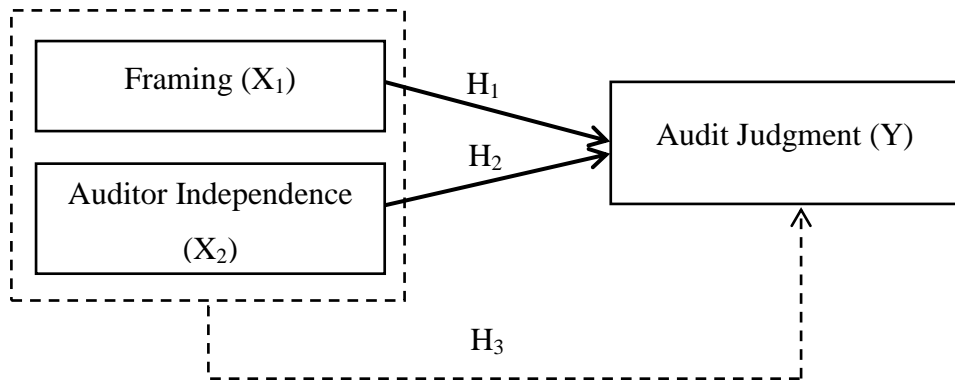 Framing (X₁)
H₁
Audit Judgment (Y)
H₂
Auditor Independence
(X₂)
H₃